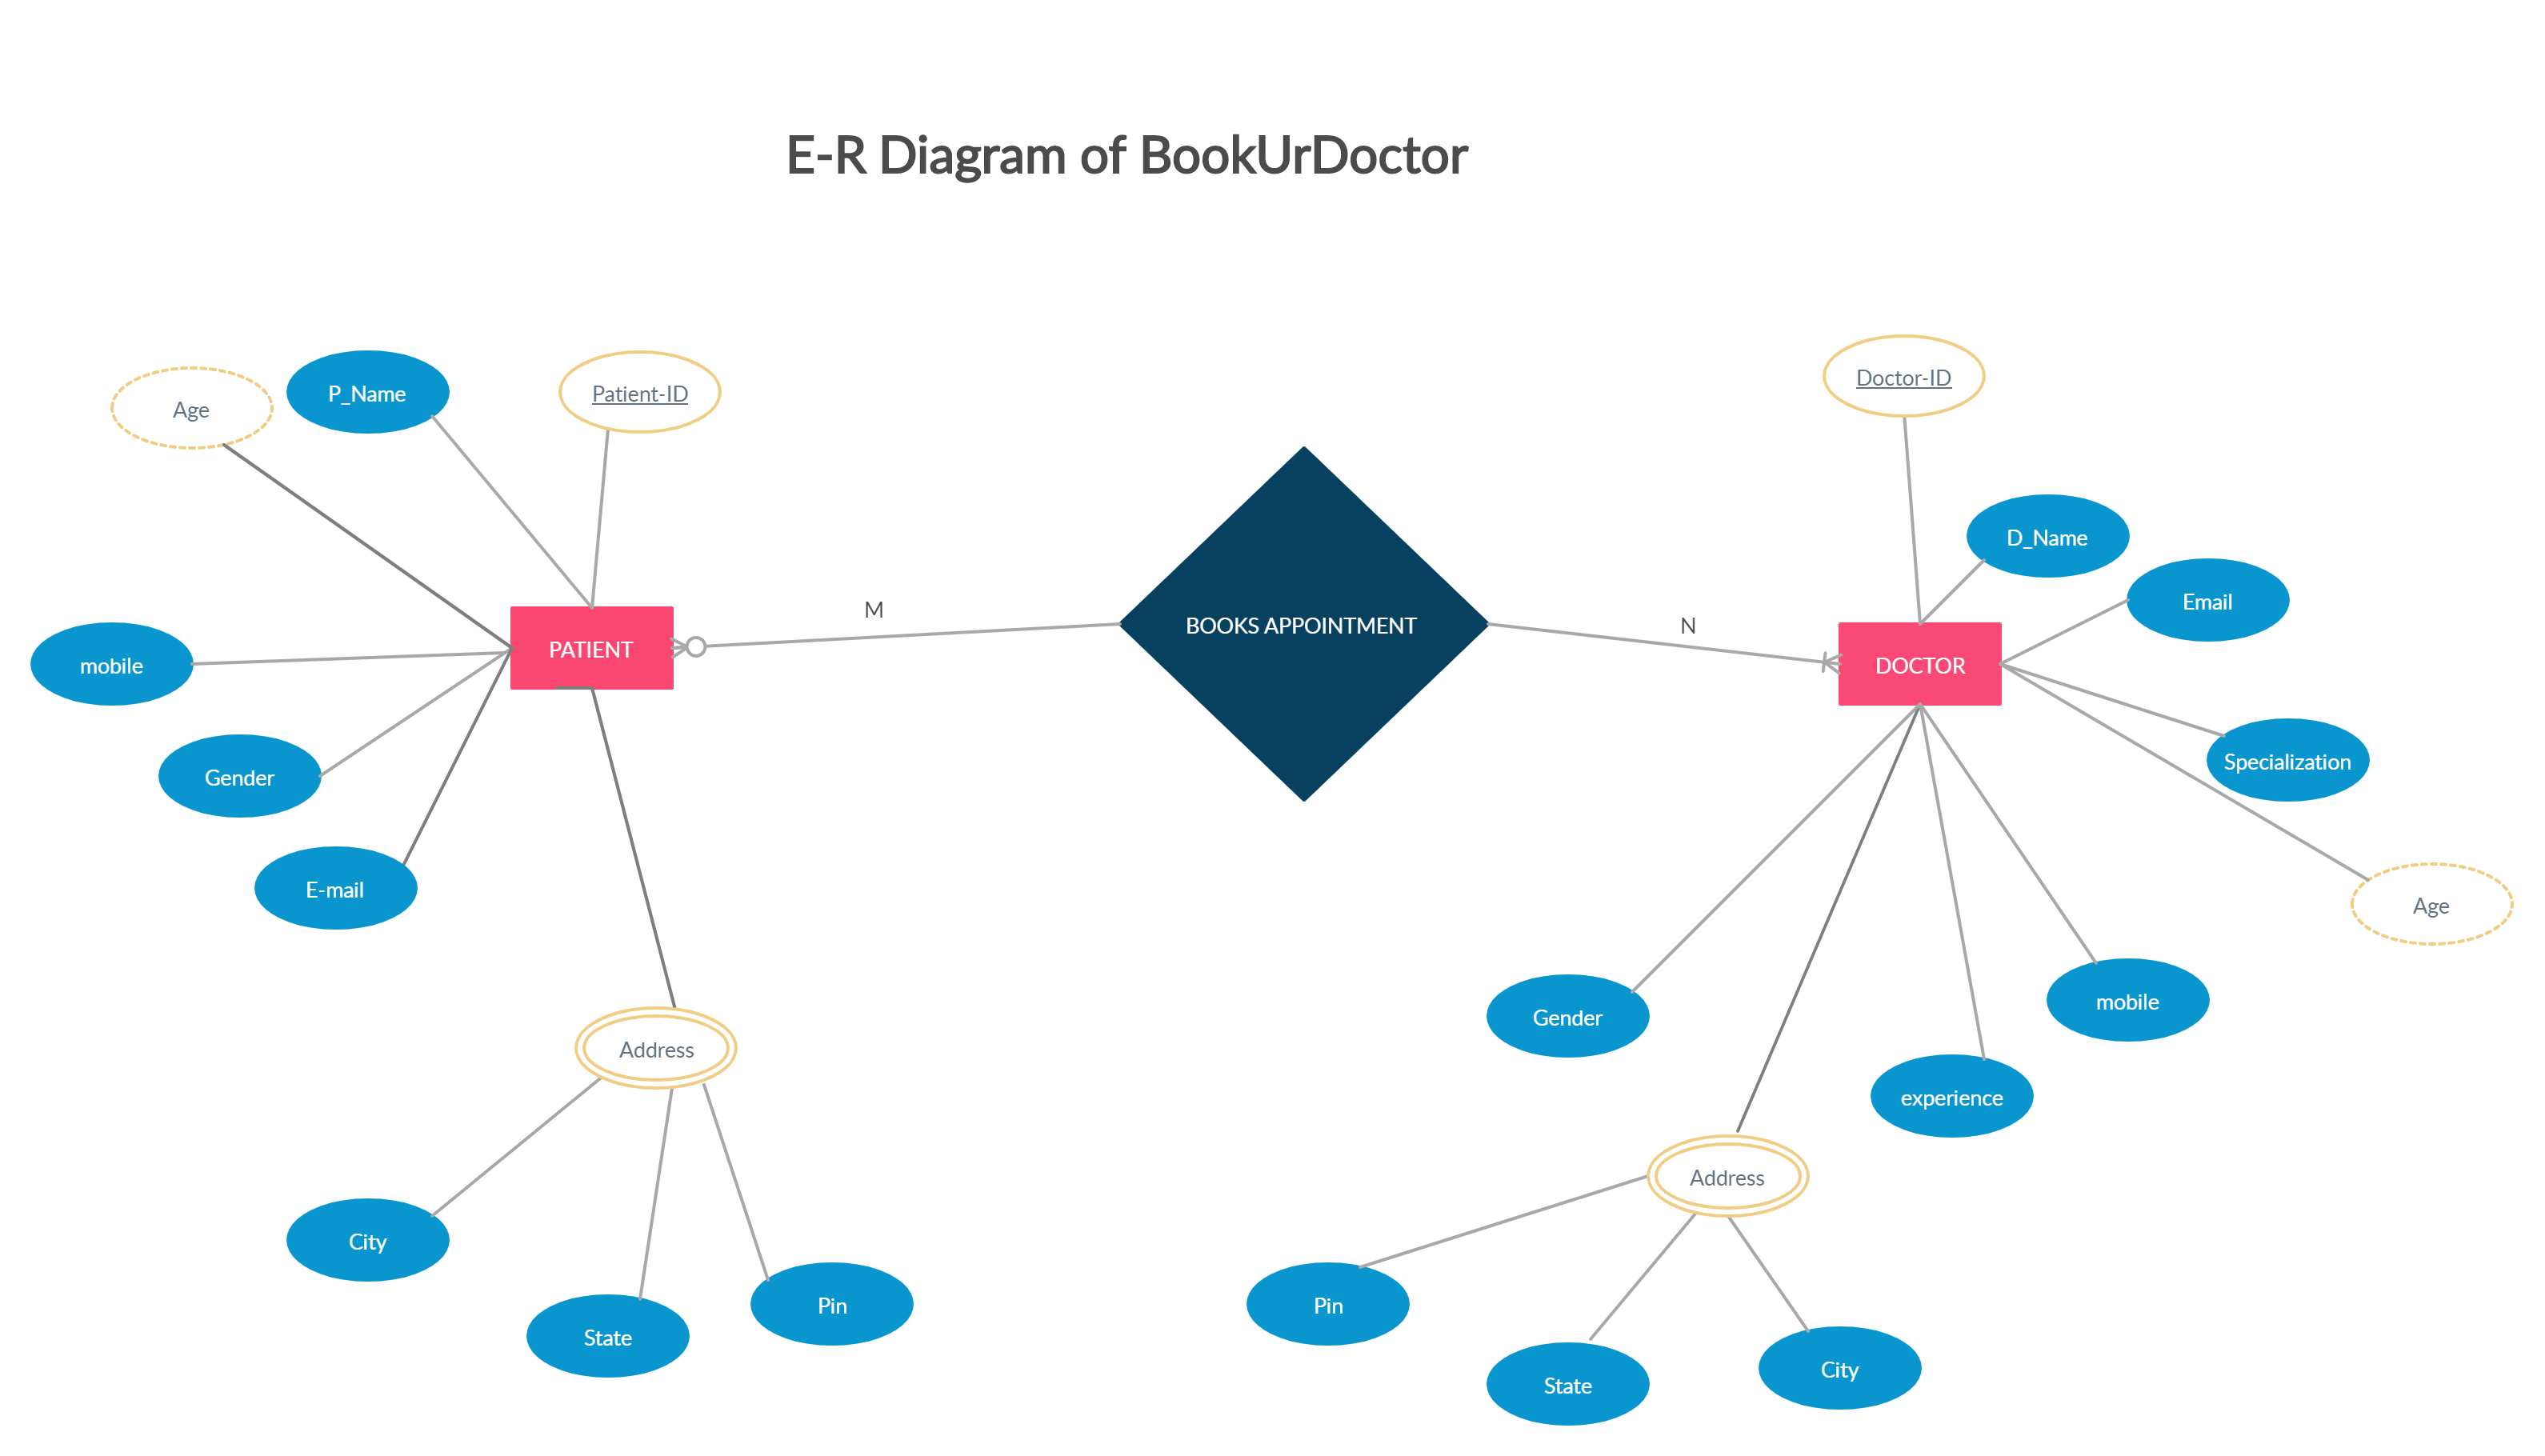 E-R Diagram of BookUrDoctor
Age
P_Name
Patient-ID
Doctor-ID
D_Name
Email
M
BOOKS APPOINTMENT
N
PATIENT
DOCTOR
mobile
Gender
E-mail
Specialization
Age
Gender
mobile
experience
Address
Address
City
State
Pin
Pin
State
City